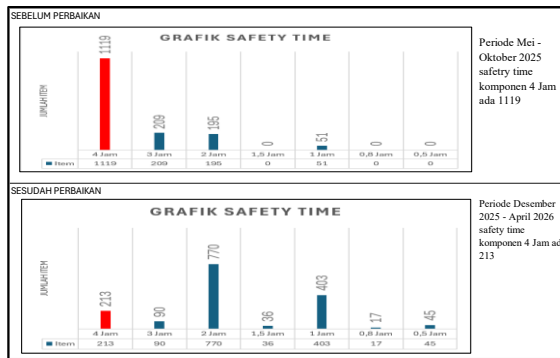 SEBELUM PERBAIKAN
GRAFIK SAFETY TIME
JUMLAH ITEM
1119
209
195
0
51
0
0
4 Jam 3 Jam 2 Jam 1,5 Jam 1 Jam 0,8 Jam 0,5 Jam
Item 1119 209 195 0 51 0 0
Periode Mei -
Oktober 2025
safetry time
komponen 4 Jam
ada 1119
SESUDAH PERBAIKAN
GRAFIK SAFETY TIME
JUMLAH ITEM
213
90
770
36
403
17
45
4 Jam 3 Jam 2 Jam 1,5 Jam 1 Jam 0,8 Jam 0,5 Jam
Item 213 90 770 36 403 17 45
Periode Desember
2025 - April 2026
safety time
komponen 4 Jam ad
213